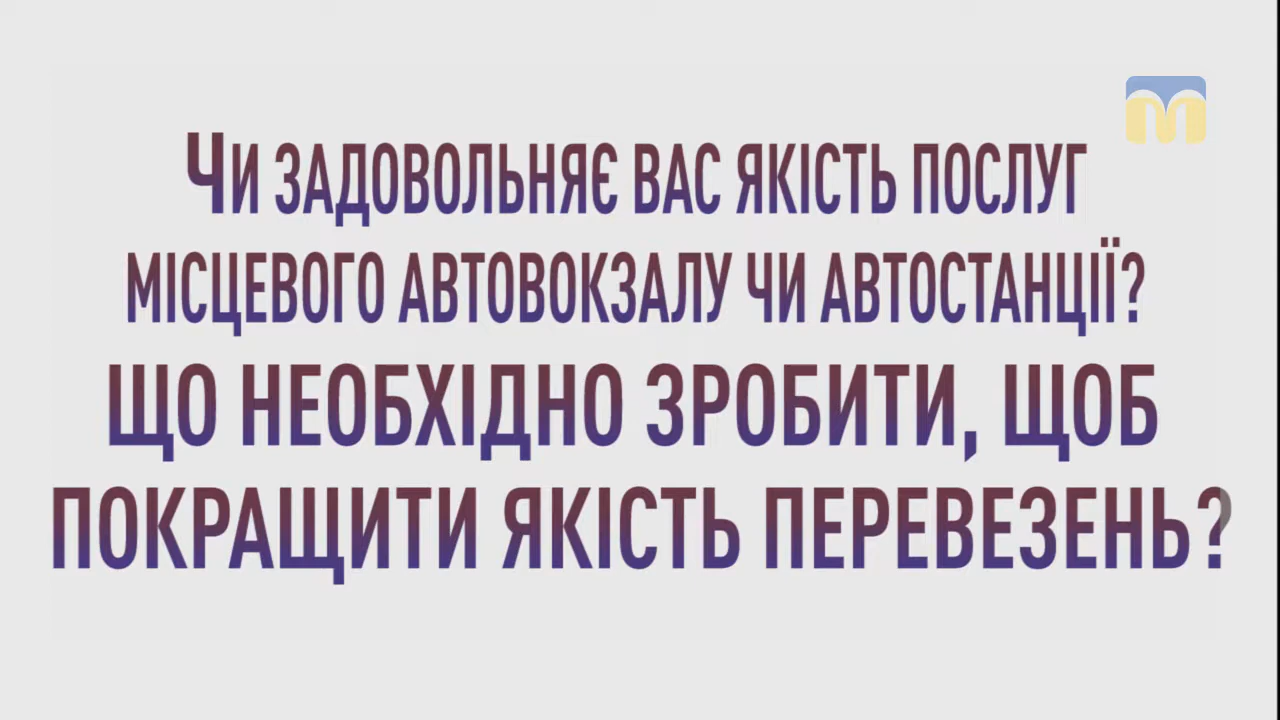 Чи ЗАДОВОЛЬНЯЄ ВАС ЯКІСТЬ ПОСЛУГ
МІСЦЕВОГО АВТОВОКЗАЛУ ЧИ АВТОСТАНЦІЇ?
ЩО НЕОБХІДНО ЗРОБИТИ, ЩОБ
ПОКРАЩИТИ ЯКІСТЬ ПЕРЕВЕЗЕНЬ?